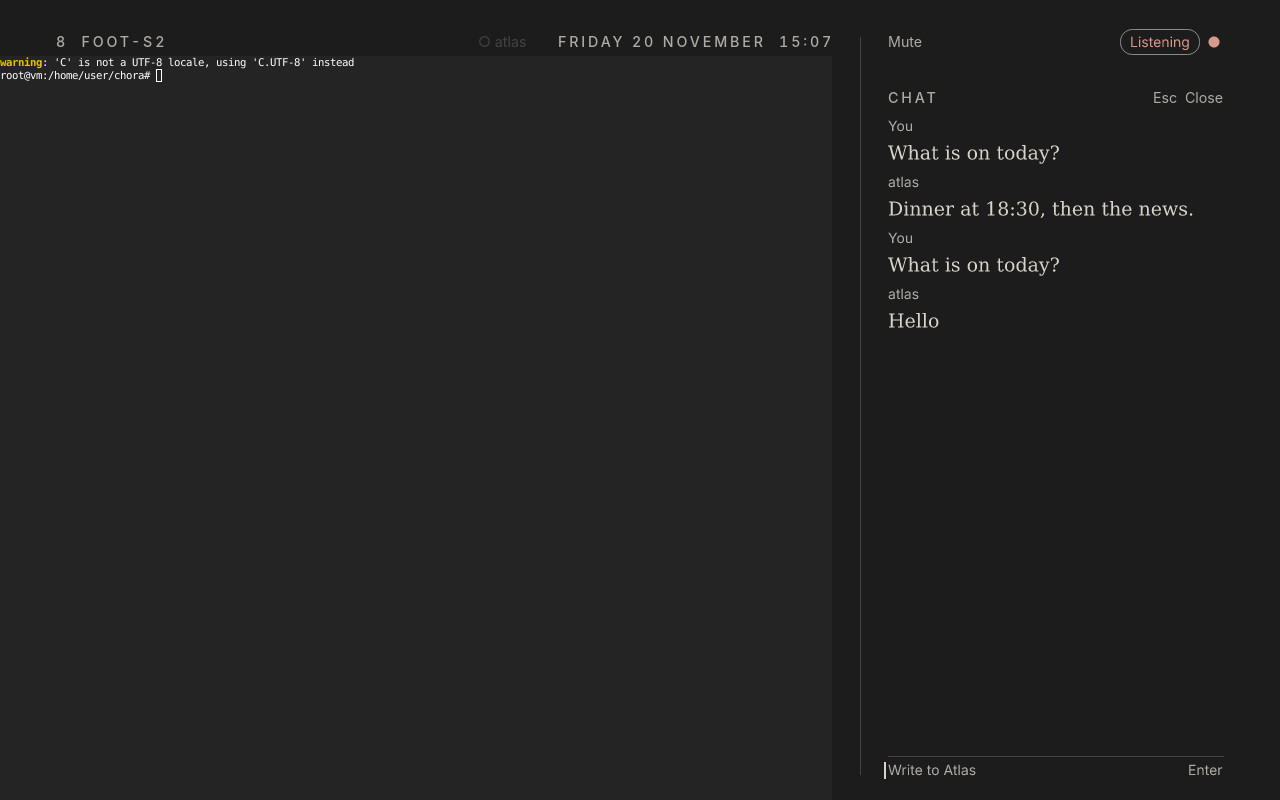 8 FOOT-S2
O atlas
FRIDAY 20 NOVEMBER 15:07
warning: 'C' is not a UTF-8 locale, using 'C.UTF-8' instead
root@vm:/home/user/chora#
Mute
Listening
CHAT
Esc Close
You
What is on today?
atlas
Dinner at 18:30, then the news.
You
What is on today?
atlas
Hello
Write to Atlas
Enter